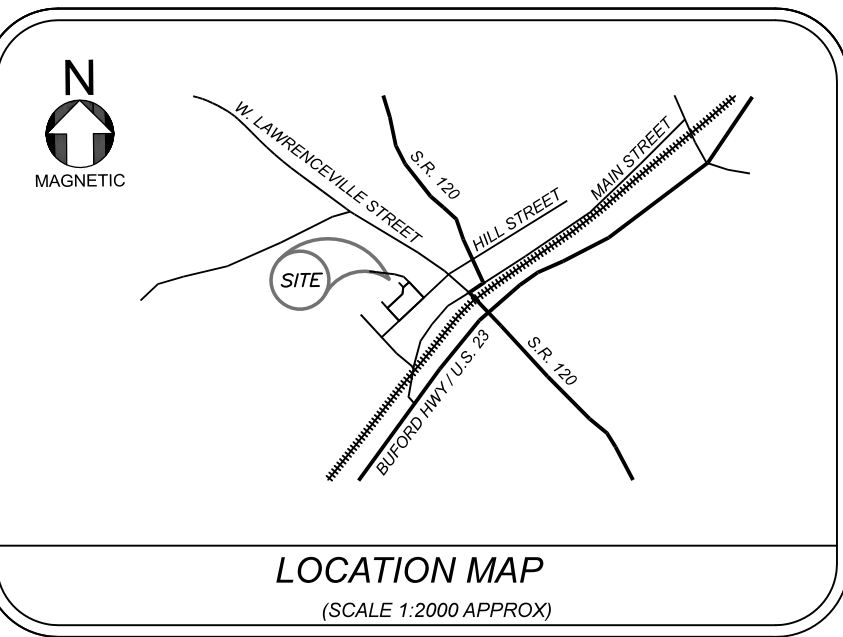 N
MAGNETIC
W. LAWRENCEVILLE STREET
S.R. 120
HILL STREET
MAIN STREET
SITE
BUFORD HWY / U.S. 23
S.R. 120
LOCATION MAP
(SCALE 1:2000 APPROX)